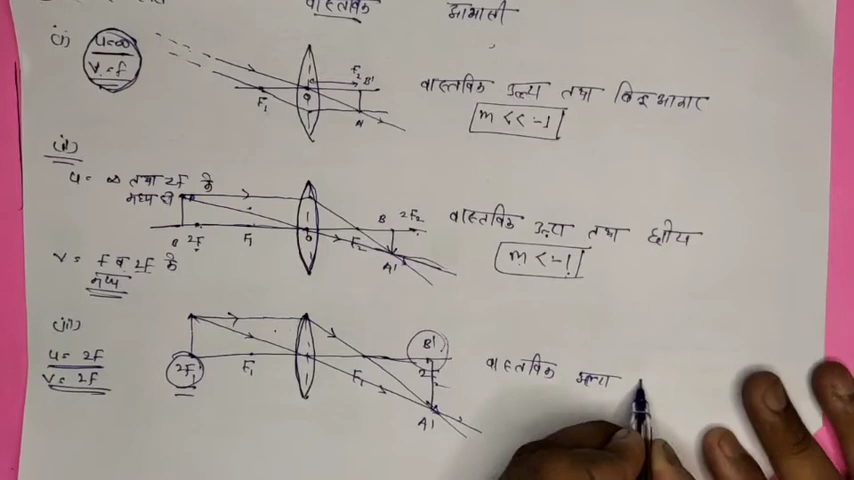 वास्तविक आभासी
(i) u=∞
v=f
F1 O F2 B' A'
वास्तविक उल्टा तथा बिन्दु आकार
m << -1
(ii)
u = ∞ तथा 2F के
मध्य हो
B 2F F O F2 B 2F2 A'
v = F व 2F के
मध्य
वास्तविक उल्टा तथा छोटा
m < -1
(iii)
u = 2F
v = 2F
2F1 F1 F1 B' 2F A'
वास्तविक उल्टा